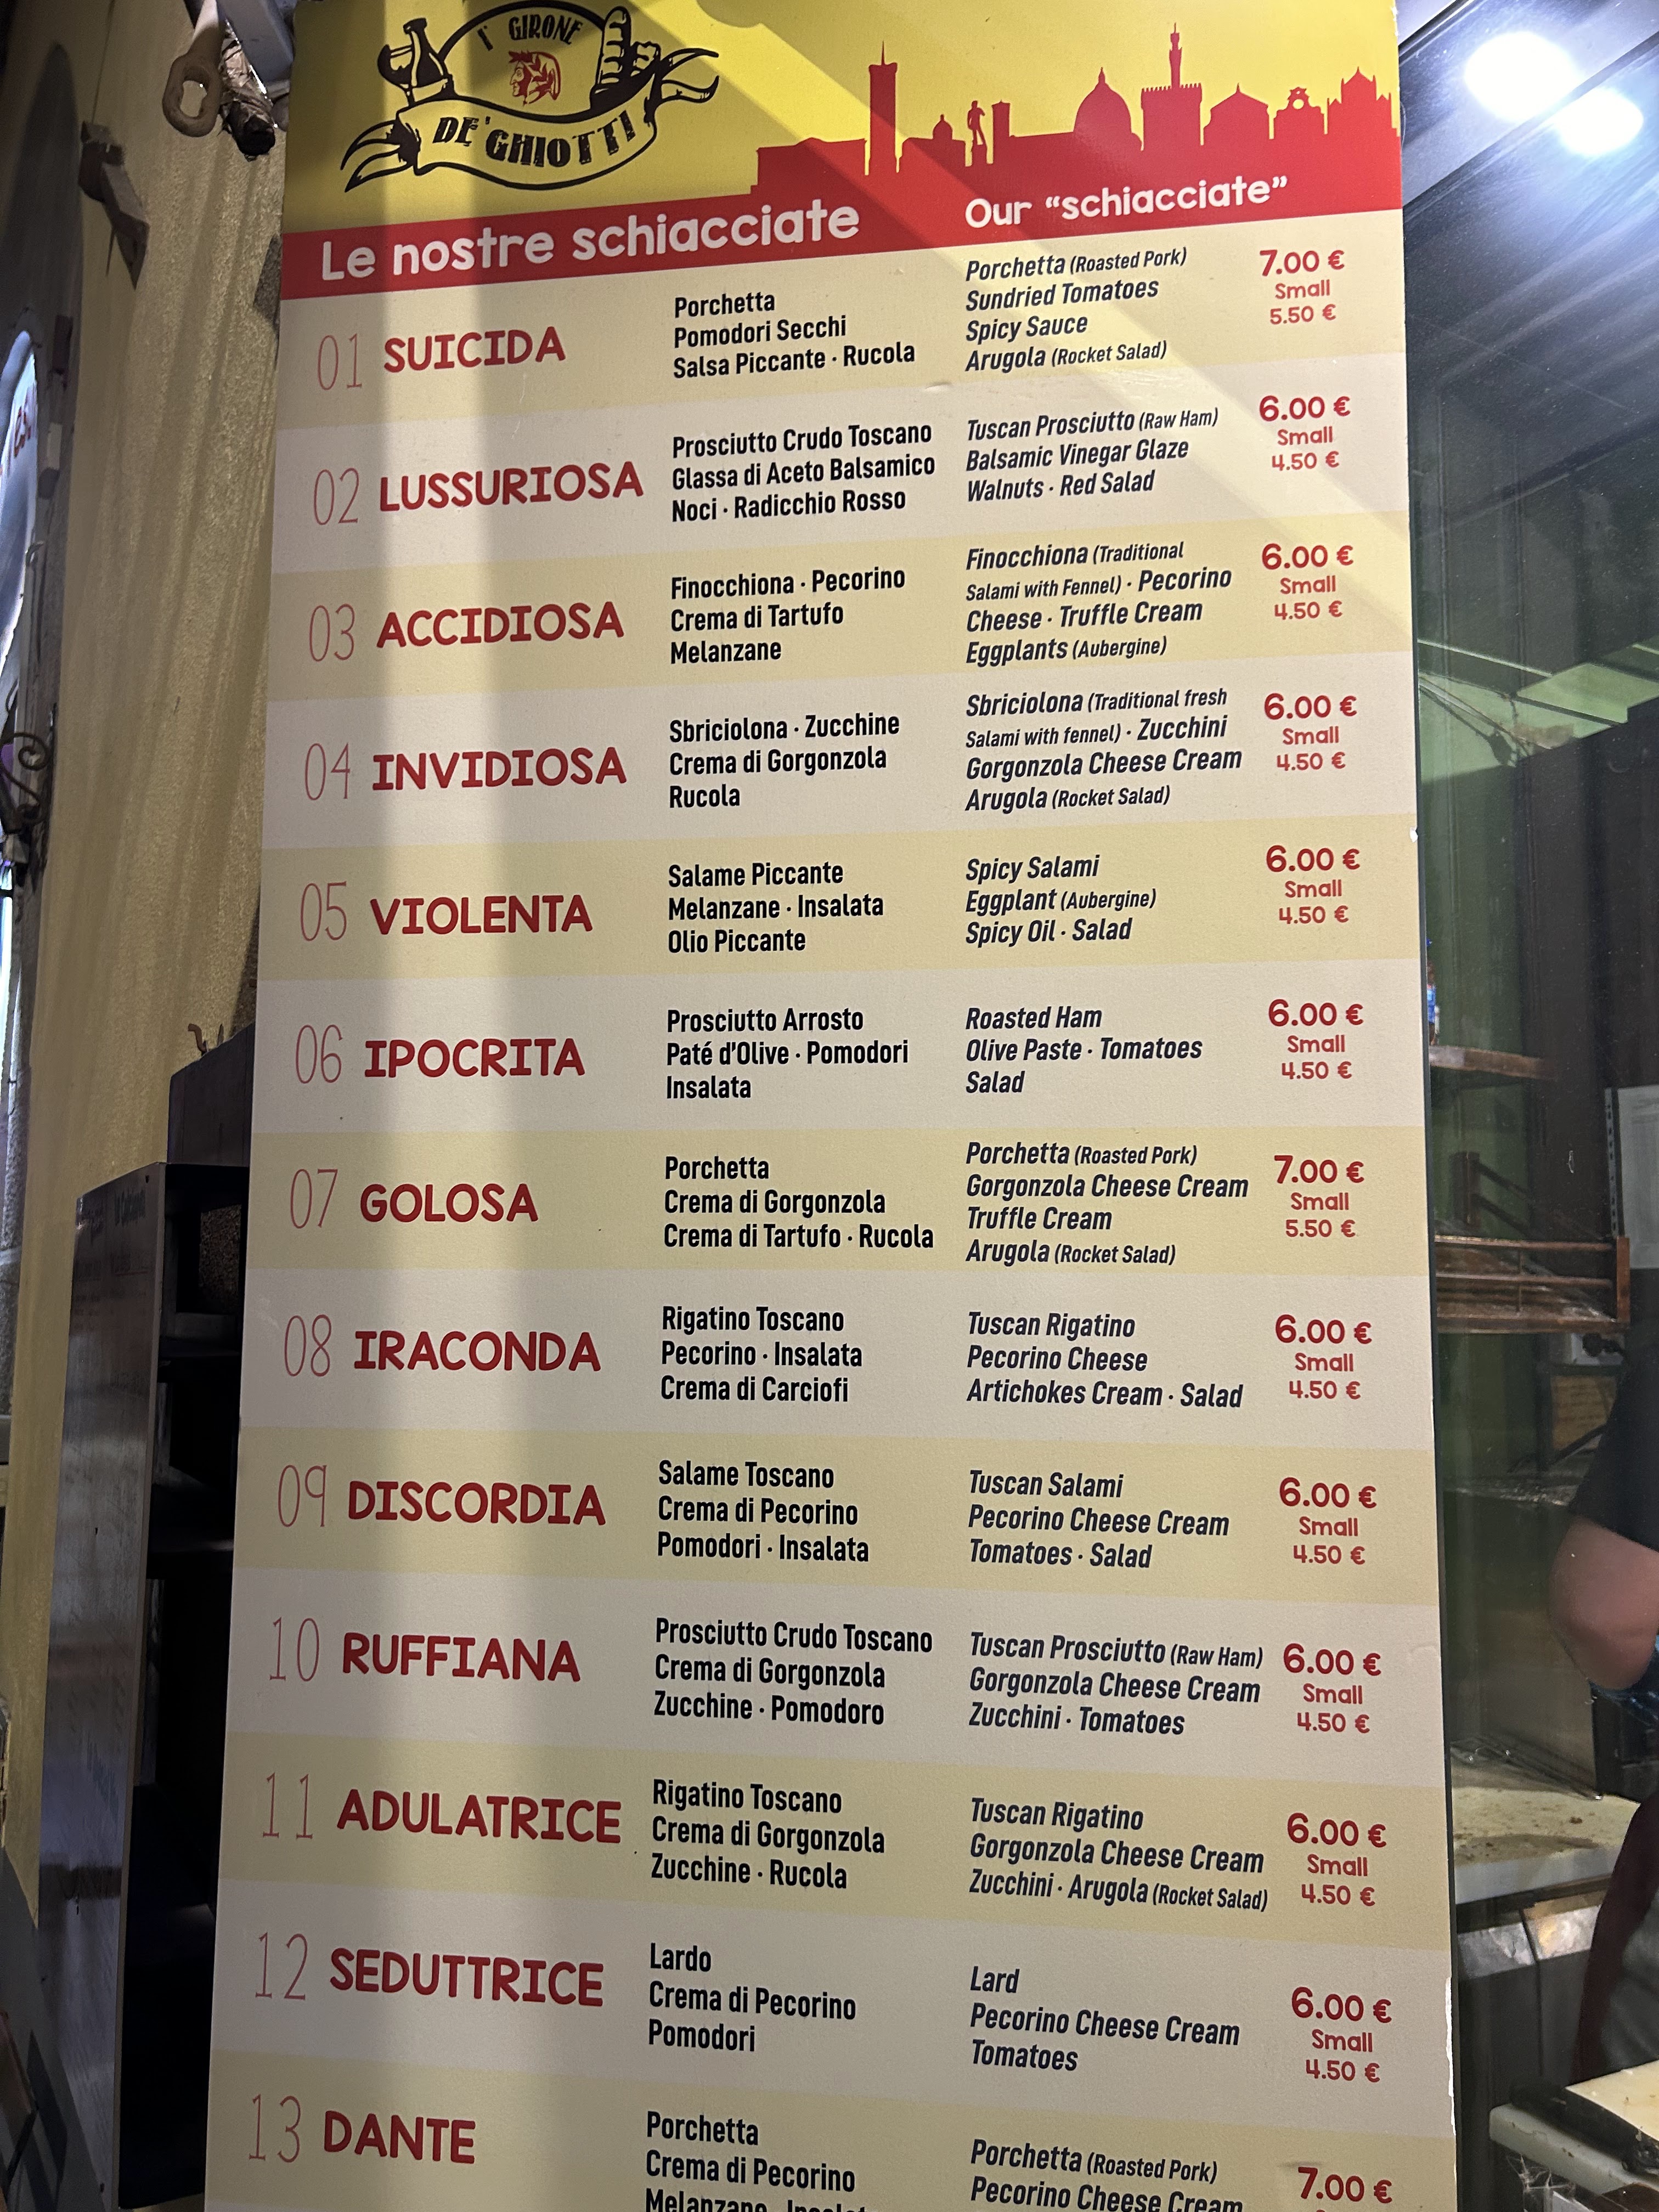 I' GIRONE
DE' GHIOTTI
Le nostre schiacciate
Our “schiacciate”
01 SUICIDA
Porchetta
Pomodori Secchi
Salsa Piccante · Rucola
Porchetta (Roasted Pork)
Sundried Tomatoes
Spicy Sauce
Arugola (Rocket Salad)
7.00 €
Small
5.50 €
02 LUSSURIOSA
Prosciutto Crudo Toscano
Glassa di Aceto Balsamico
Noci · Radicchio Rosso
Tuscan Prosciutto (Raw Ham)
Balsamic Vinegar Glaze
Walnuts · Red Salad
6.00 €
Small
4.50 €
03 ACCIDIOSA
Finocchiona · Pecorino
Crema di Tartufo
Melanzane
Finocchiona (Traditional
Salami with Fennel) · Pecorino
Cheese · Truffle Cream
Eggplants (Aubergine)
6.00 €
Small
4.50 €
04 INVIDIOSA
Sbriciolona · Zucchine
Crema di Gorgonzola
Rucola
Sbriciolona (Traditional fresh
Salami with fennel) · Zucchini
Gorgonzola Cheese Cream
Arugola (Rocket Salad)
6.00 €
Small
4.50 €
05 VIOLENTA
Salame Piccante
Melanzane · Insalata
Olio Piccante
Spicy Salami
Eggplant (Aubergine)
Spicy Oil · Salad
6.00 €
Small
4.50 €
06 IPOCRITA
Prosciutto Arrosto
Paté d'Olive · Pomodori
Insalata
Roasted Ham
Olive Paste · Tomatoes
Salad
6.00 €
Small
4.50 €
07 GOLOSA
Porchetta
Crema di Gorgonzola
Crema di Tartufo · Rucola
Porchetta (Roasted Pork)
Gorgonzola Cheese Cream
Truffle Cream
Arugola (Rocket Salad)
7.00 €
Small
5.50 €
08 IRACONDA
Rigatino Toscano
Pecorino · Insalata
Crema di Carciofi
Tuscan Rigatino
Pecorino Cheese
Artichokes Cream · Salad
6.00 €
Small
4.50 €
09 DISCORDIA
Salame Toscano
Crema di Pecorino
Pomodori · Insalata
Tuscan Salami
Pecorino Cheese Cream
Tomatoes · Salad
6.00 €
Small
4.50 €
10 RUFFIANA
Prosciutto Crudo Toscano
Crema di Gorgonzola
Zucchine · Pomodoro
Tuscan Prosciutto (Raw Ham)
Gorgonzola Cheese Cream
Zucchini · Tomatoes
6.00 €
Small
4.50 €
11 ADULATRICE
Rigatino Toscano
Crema di Gorgonzola
Zucchine · Rucola
Tuscan Rigatino
Gorgonzola Cheese Cream
Zucchini · Arugola (Rocket Salad)
6.00 €
Small
4.50 €
12 SEDUTTRICE
Lardo
Crema di Pecorino
Pomodori
Lard
Pecorino Cheese Cream
Tomatoes
6.00 €
Small
4.50 €
13 DANTE
Porchetta
Crema di Pecorino
Melanzane ·
Porchetta (Roasted Pork)
Pecorino Cheese Cream
7.00 €